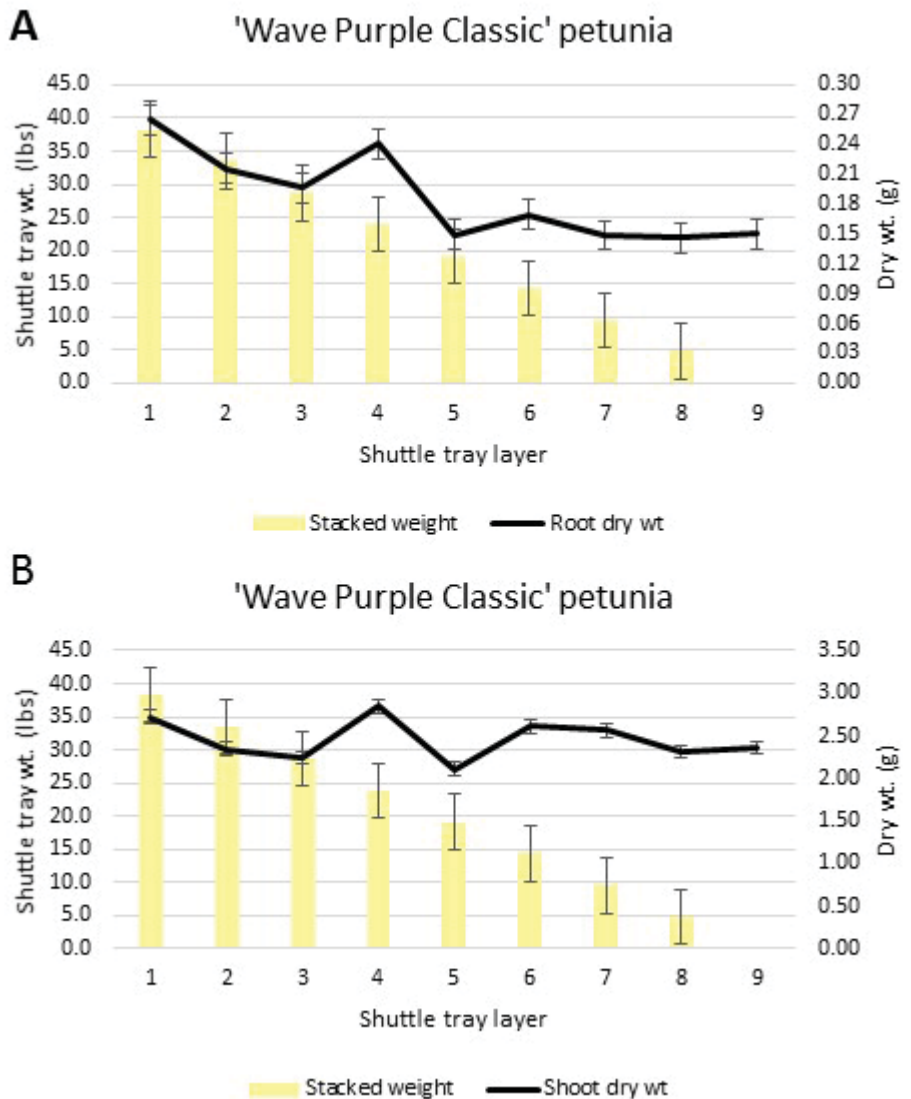 A
'Wave Purple Classic' petunia
Shuttle tray wt. (lbs)
45.0
40.0
35.0
30.0
25.0
20.0
15.0
10.0
5.0
0.0
0.30
0.27
0.24
0.21
0.18
0.15
0.12
0.09
0.06
0.03
0.00
Dry wt. (g)
1 2 3 4 5 6 7 8 9
Shuttle tray layer
Stacked weight Root dry wt
B
'Wave Purple Classic' petunia
Shuttle tray wt. (lbs)
45.0
40.0
35.0
30.0
25.0
20.0
15.0
10.0
5.0
0.0
3.50
3.00
2.50
2.00
1.50
1.00
0.50
0.00
Dry wt. (g)
1 2 3 4 5 6 7 8 9
Shuttle tray layer
Stacked weight Shoot dry wt